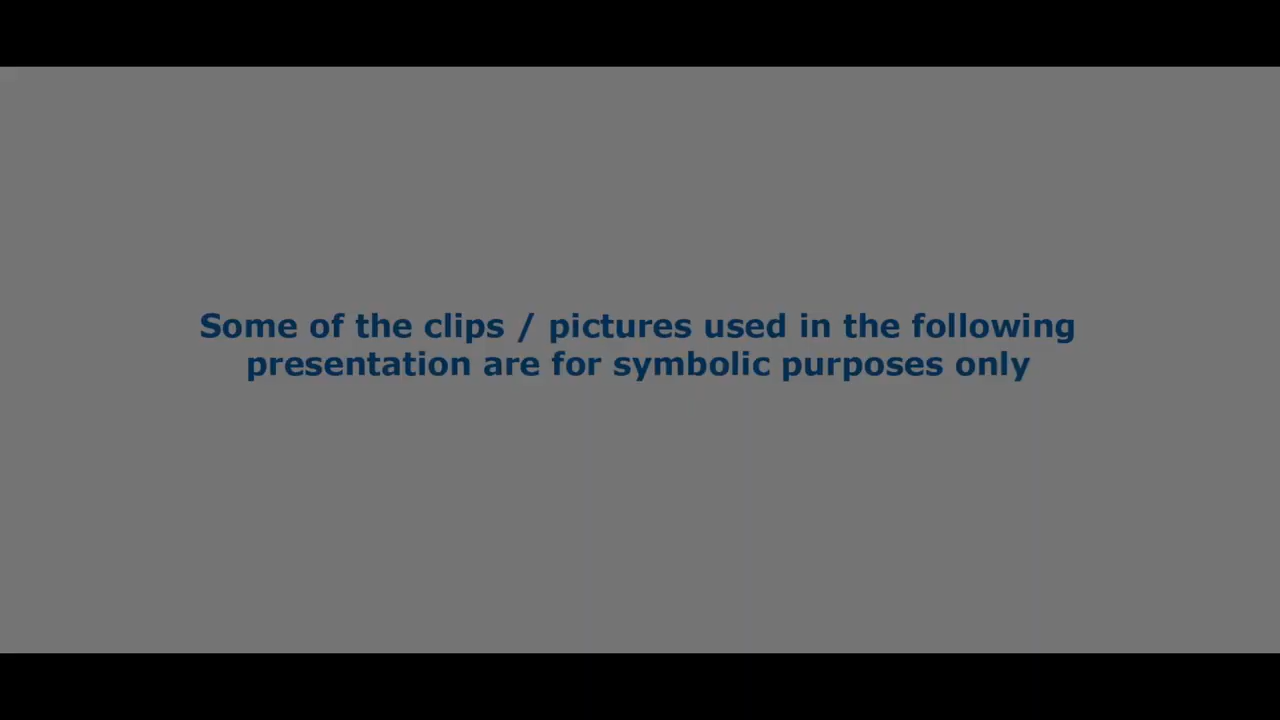 Some of the clips / pictures used in the following
presentation are for symbolic purposes only